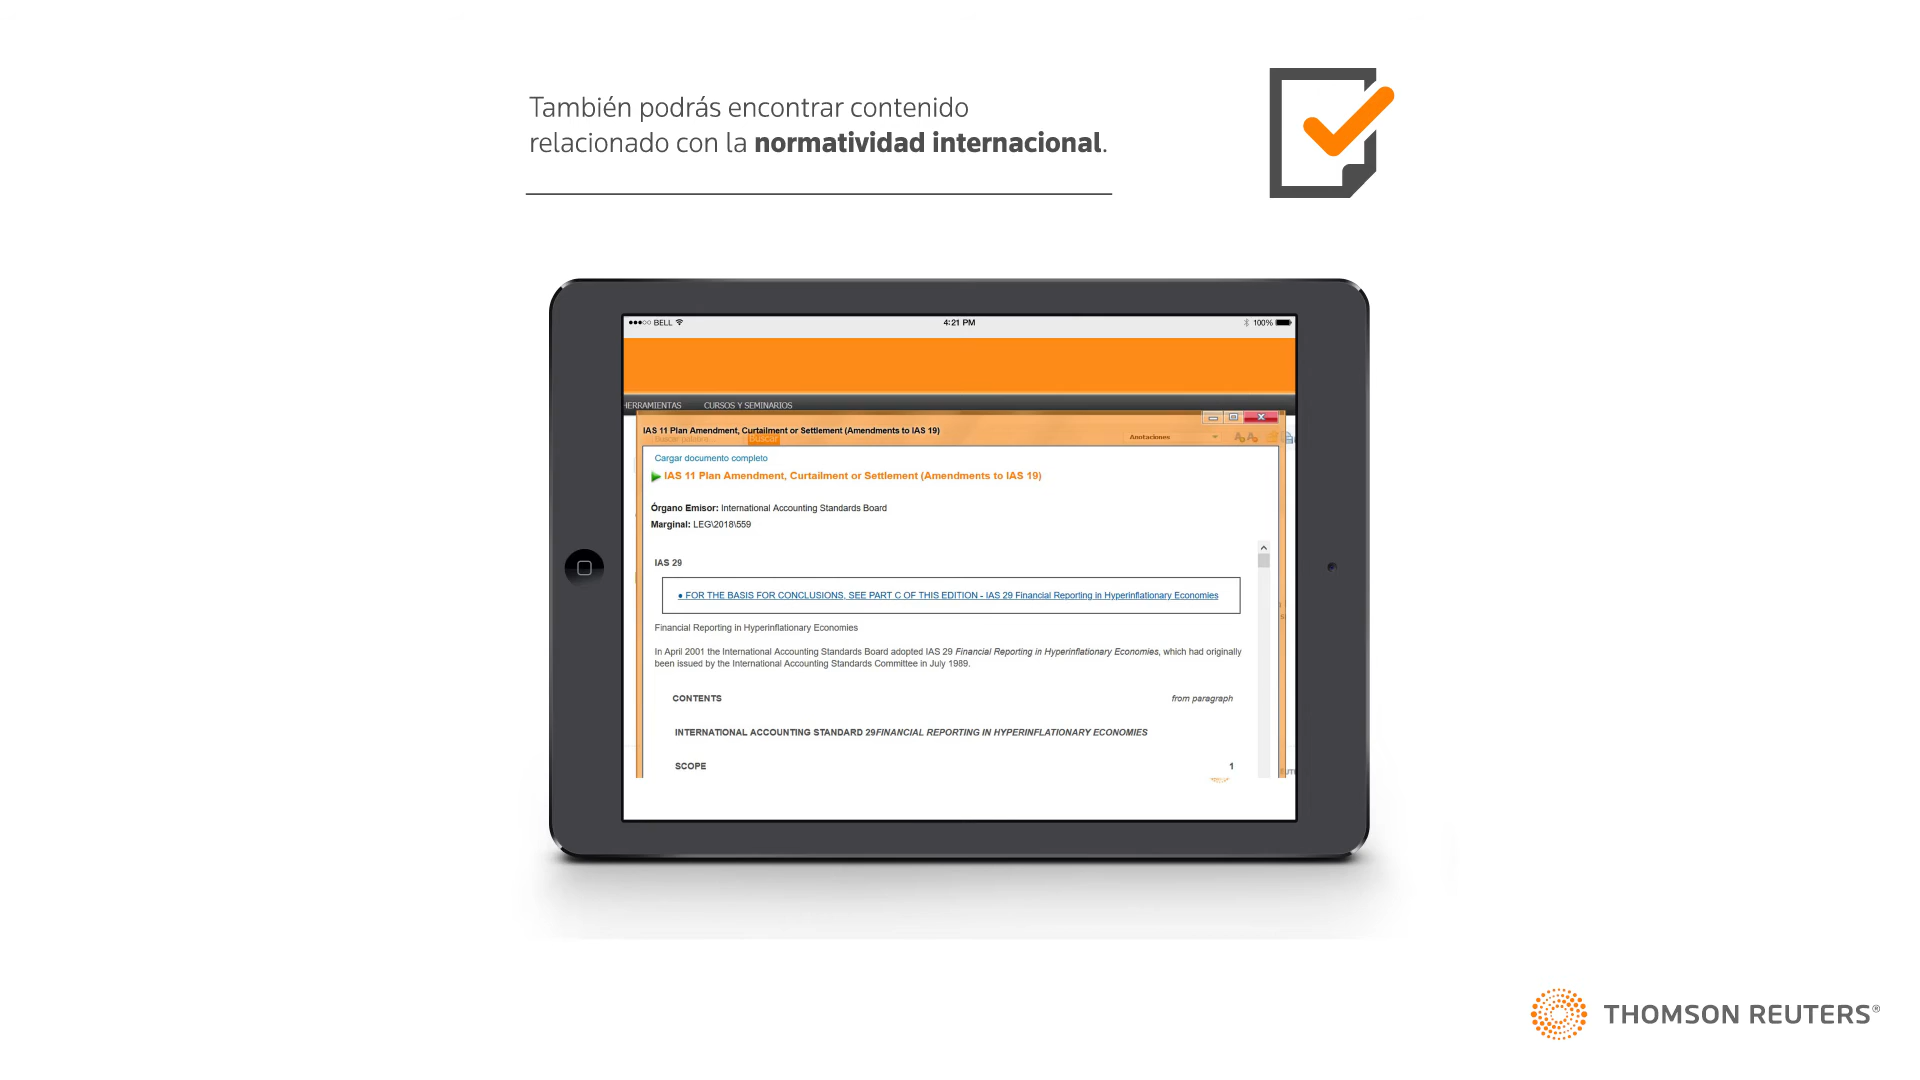 También podrás encontrar contenido
relacionado con la normatividad internacional.
●●●○○ BELL 4:21 PM 100%
HERRAMIENTAS CURSOS Y SEMINARIOS
IAS 11 Plan Amendment, Curtailment or Settlement (Amendments to IAS 19)
Buscar Anotaciones
Cargar documento completo
IAS 11 Plan Amendment, Curtailment or Settlement (Amendments to IAS 19)
Órgano Emisor: International Accounting Standards Board
Marginal: LEG\2018\559
IAS 29
● FOR THE BASIS FOR CONCLUSIONS, SEE PART C OF THIS EDITION - IAS 29 Financial Reporting in Hyperinflationary Economies
Financial Reporting in Hyperinflationary Economies
In April 2001 the International Accounting Standards Board adopted IAS 29 Financial Reporting in Hyperinflationary Economies, which had originally
been issued by the International Accounting Standards Committee in July 1989.
CONTENTS from paragraph
INTERNATIONAL ACCOUNTING STANDARD 29FINANCIAL REPORTING IN HYPERINFLATIONARY ECONOMIES
SCOPE 1
THOMSON REUTERS®